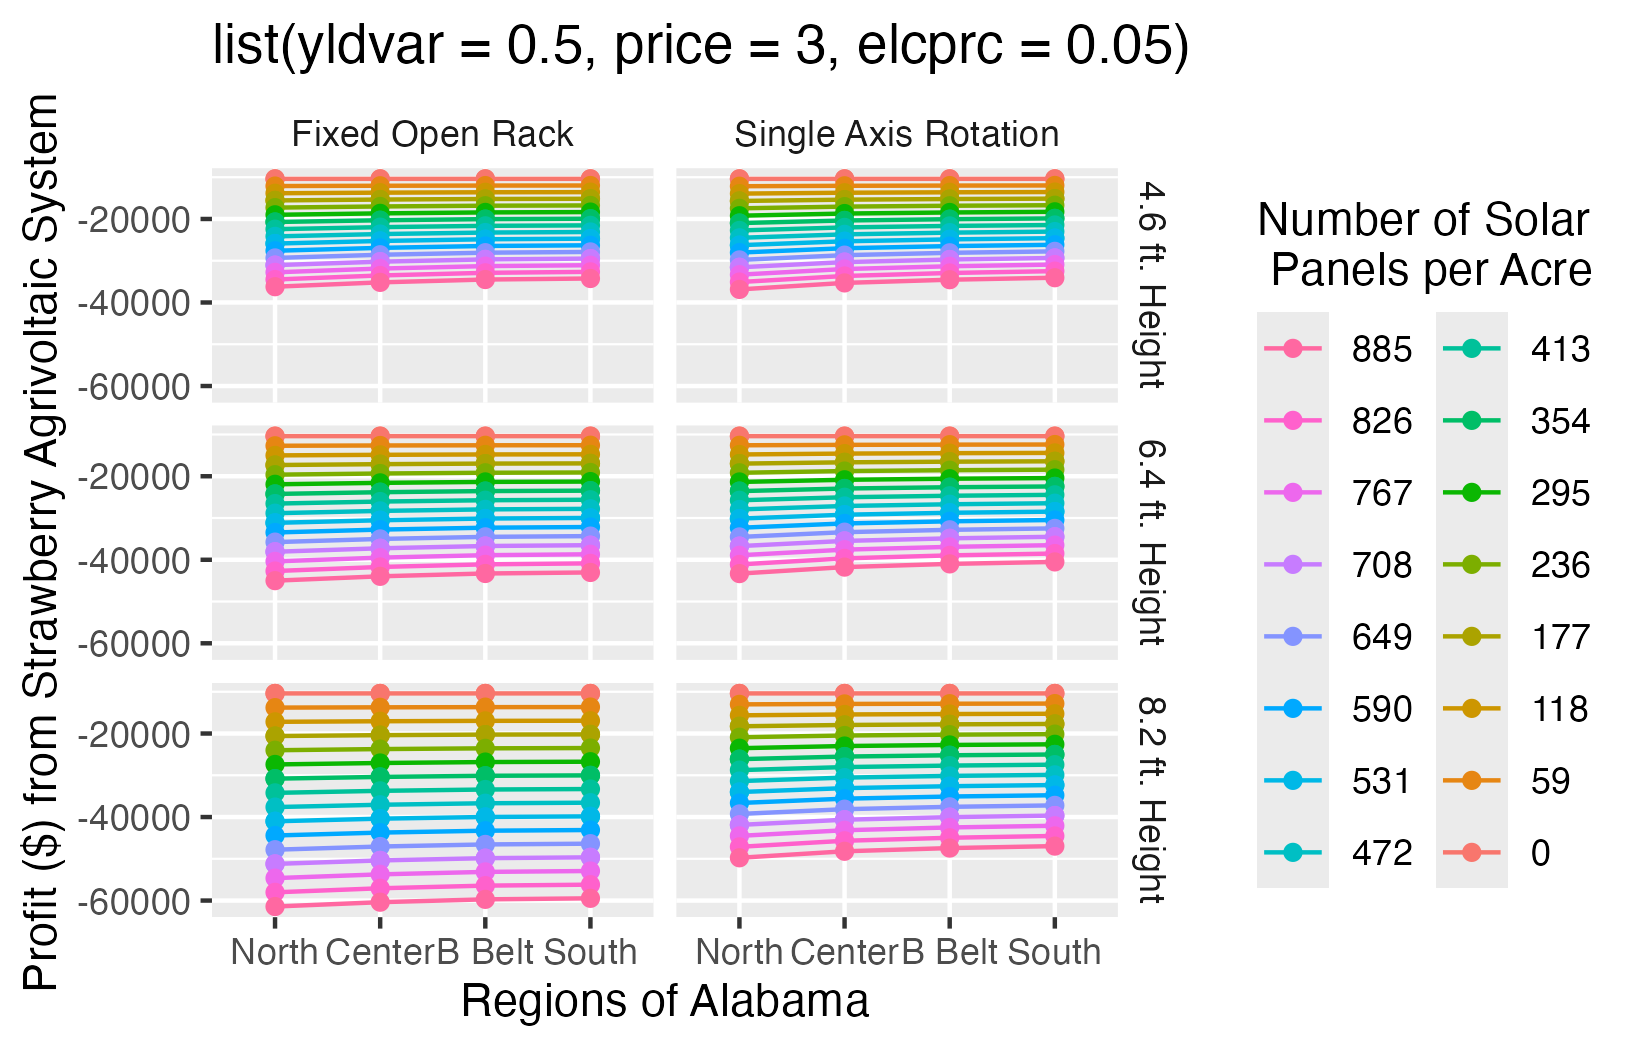 list(yldvar = 0.5, price = 3, elcprc = 0.05)
Profit ($) from Strawberry Agrivoltaic System
Fixed Open Rack
Single Axis Rotation
-20000
-40000
-60000
4.6 ft. Height
-20000
-40000
-60000
6.4 ft. Height
-20000
-40000
-60000
8.2 ft. Height
North Center B Belt South
North Center B Belt South
Regions of Alabama
Number of Solar
Panels per Acre
885 413
826 354
767 295
708 236
649 177
590 118
531 59
472 0